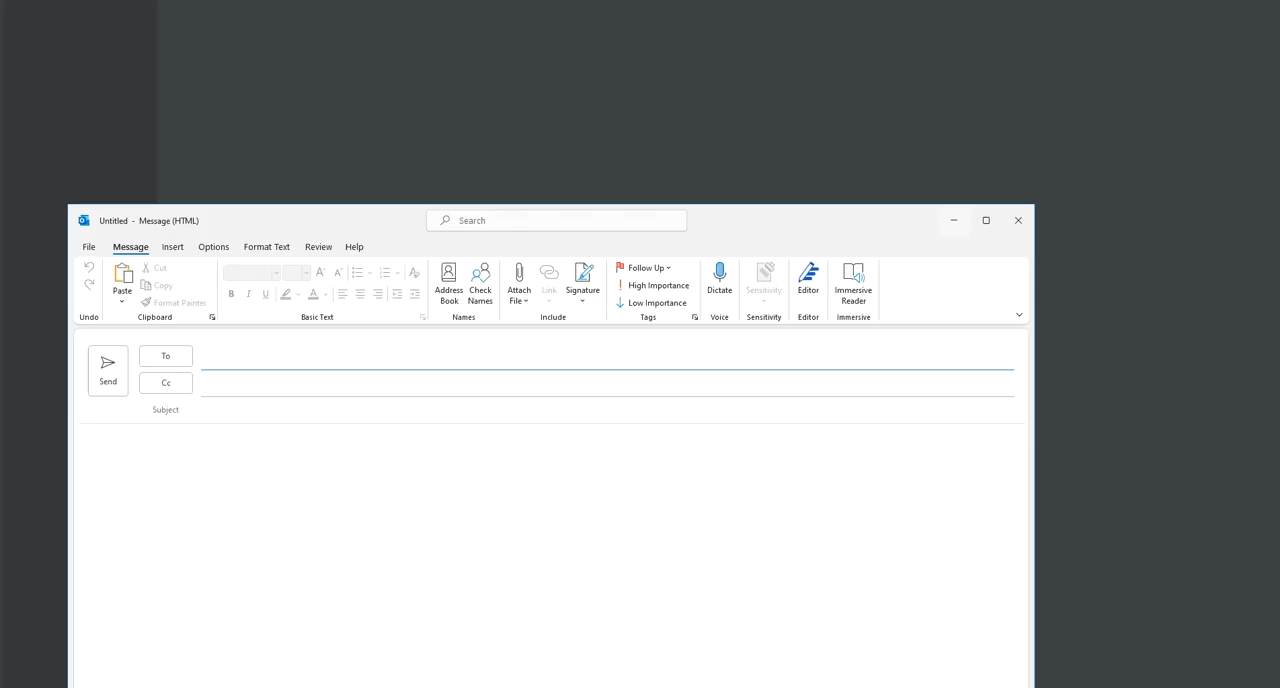 Untitled - Message (HTML)
Search
File Message Insert Options Format Text Review Help
Paste
Cut
Copy
Format Painter
B I U A
Address Book
Check Names
Attach File
Link
Signature
Follow Up
High Importance
Low Importance
Dictate
Sensitivity
Editor
Immersive Reader
Undo Clipboard Basic Text Names Include Tags Voice Sensitivity Editor Immersive
Send
To
Cc
Subject